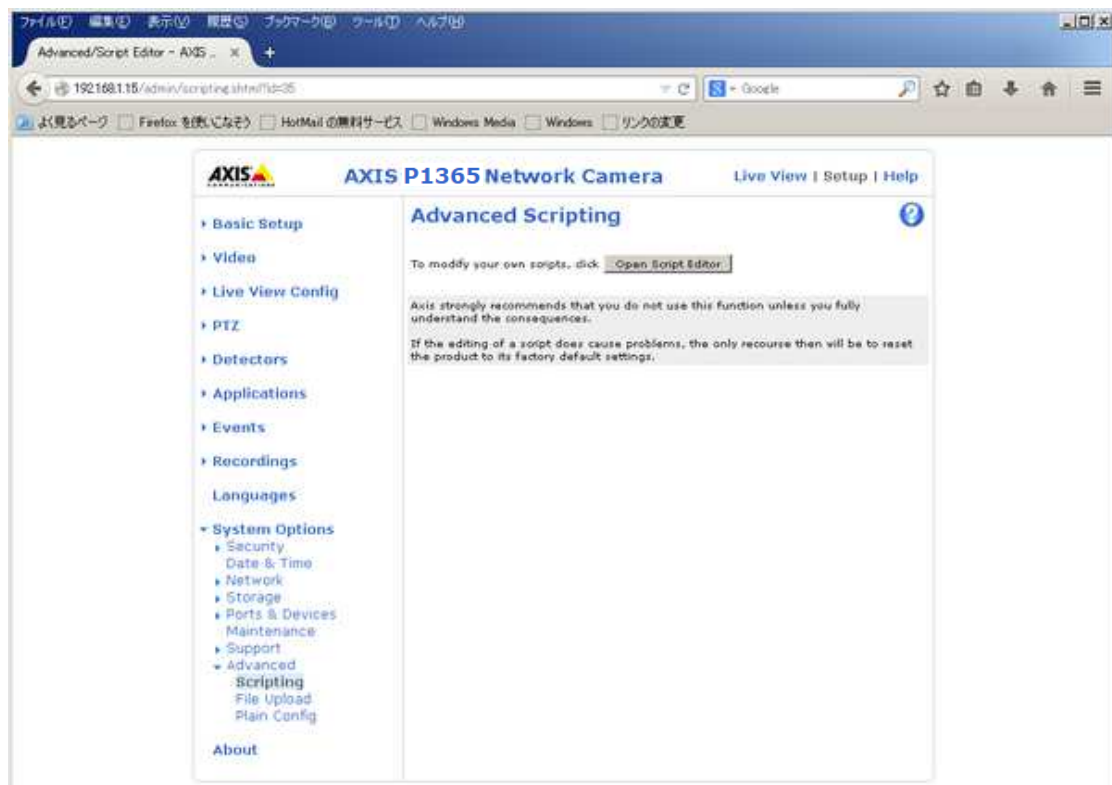 ファイル(F) 編集(E) 表示(V) 履歴(S) ブックマーク(B) ツール(T) ヘルプ(H)
Advanced/Script Editor - AXIS ... × +
192.168.1.15/admin/scripting.shtml?id=35
Google
よく見るページ Firefox を使いこなそう HotMail の無料サービス Windows Media Windows リンクの変更
AXIS
COMMUNICATIONS
AXIS P1365 Network Camera
Live View | Setup | Help
Basic Setup
Video
Live View Config
PTZ
Detectors
Applications
Events
Recordings
Languages
System Options
Security
Date & Time
Network
Storage
Ports & Devices
Maintenance
Support
Advanced
Scripting
File Upload
Plain Config
About
Advanced Scripting
?
To modify your own scripts, click Open Script Editor
Axis strongly recommends that you do not use this function unless you fully
understand the consequences.
If the editing of a script does cause problems, the only recourse then will be to reset
the product to its factory default settings.